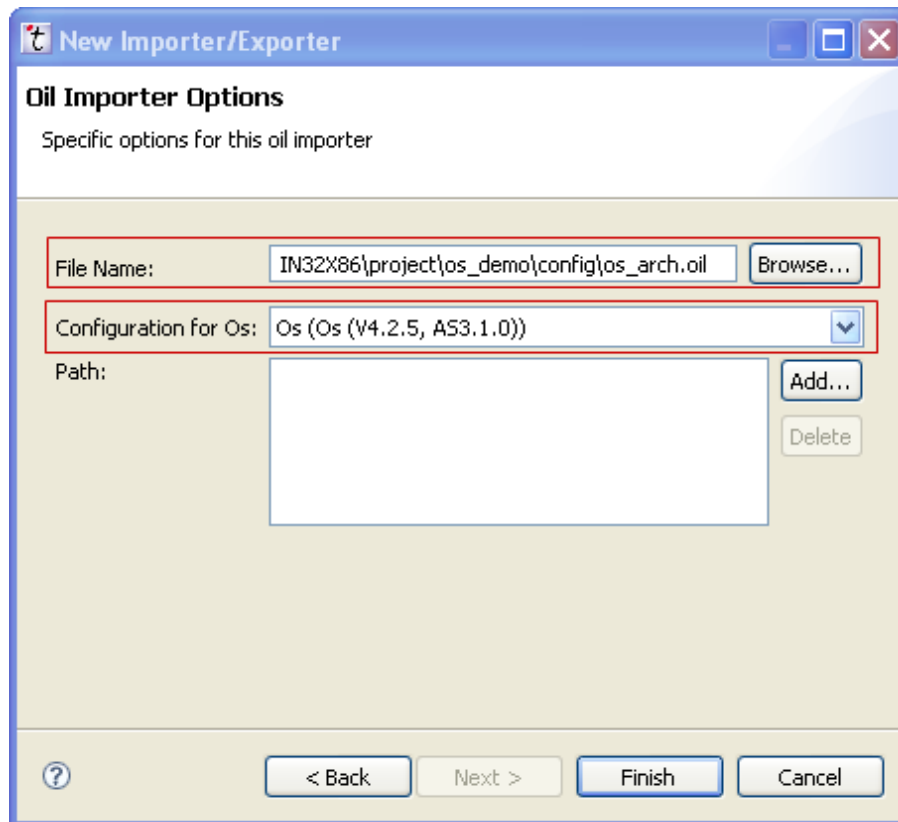 New Importer/Exporter
Oil Importer Options
Specific options for this oil importer
File Name: IN32X86\project\os_demo\config\os_arch.oil Browse...
Configuration for Os: Os (Os (V4.2.5, AS3.1.0))
Path: Add...
Delete
< Back Next > Finish Cancel